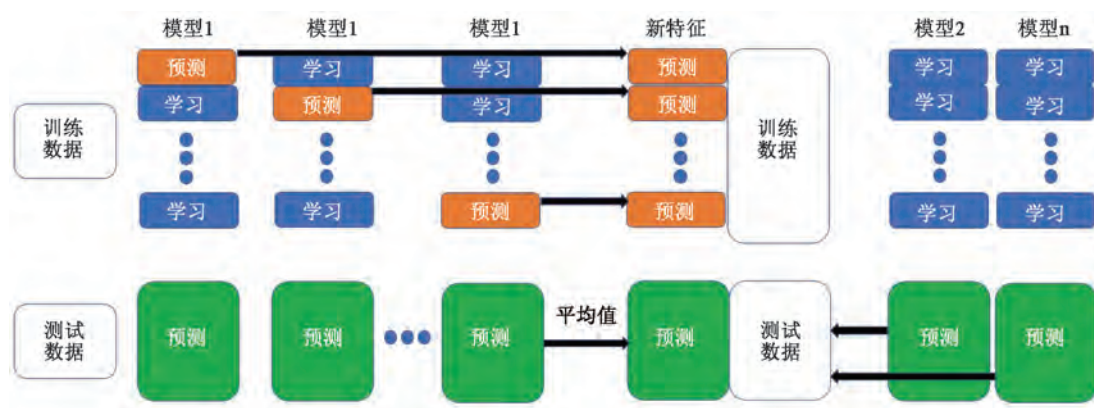 模型1 模型1 模型1 新特征 模型2 模型n
预测 学习 学习 预测 学习 学习
学习 预测 学习 预测 学习 学习
训练
数据
训练
数据
学习 学习 预测 预测 学习 学习
平均值
测试
数据
预测 预测 预测 预测
测试
数据
预测 预测